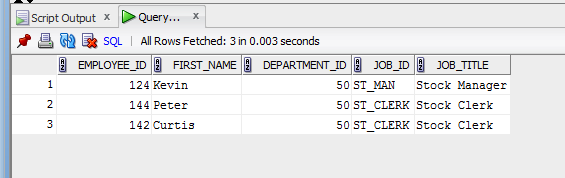 Script Output x Query... x
SQL | All Rows Fetched: 3 in 0.003 seconds
EMPLOYEE_ID FIRST_NAME DEPARTMENT_ID JOB_ID JOB_TITLE
1 124 Kevin 50 ST_MAN Stock Manager
2 144 Peter 50 ST_CLERK Stock Clerk
3 142 Curtis 50 ST_CLERK Stock Clerk